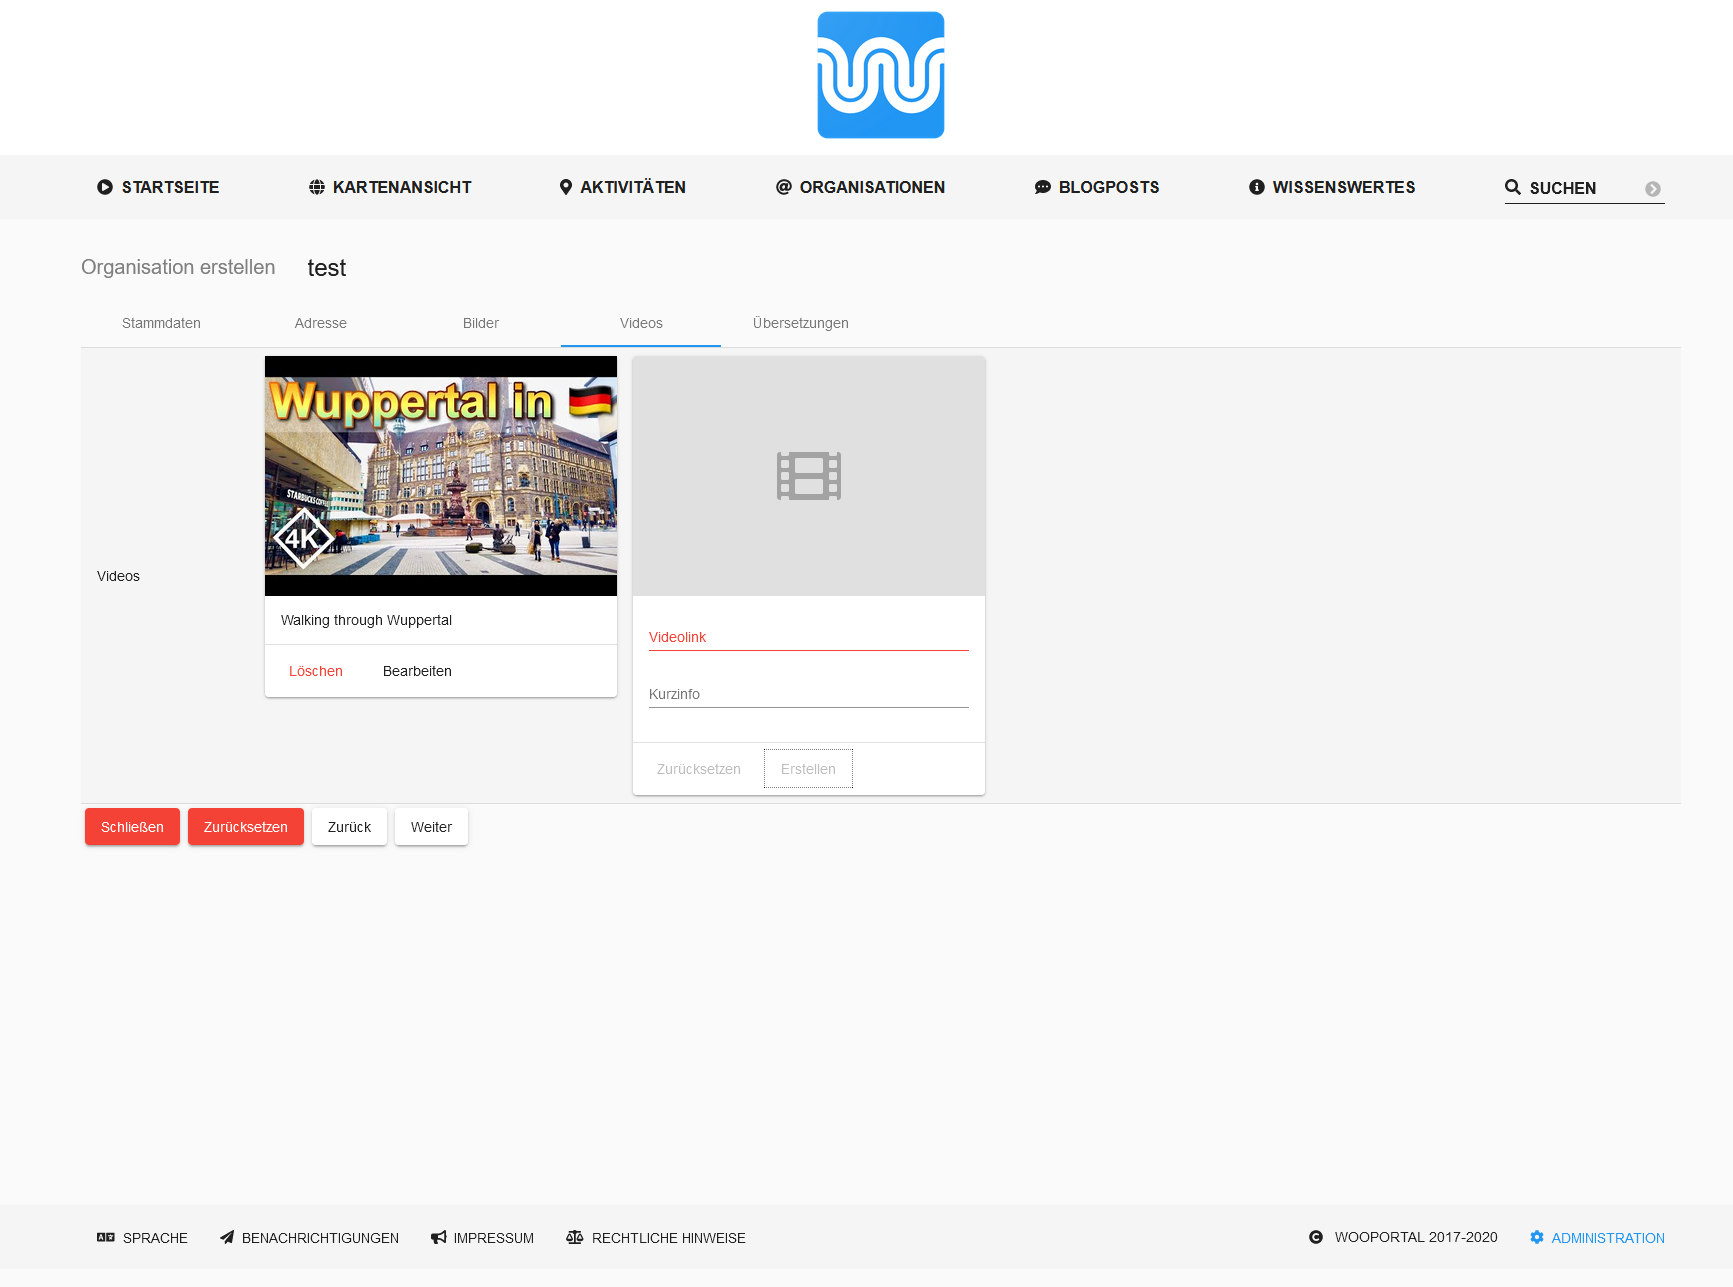 STARTSEITE KARTENANSICHT AKTIVITÄTEN ORGANISATIONEN BLOGPOSTS WISSENSWERTES SUCHEN
Organisation erstellen test
Stammdaten Adresse Bilder Videos Übersetzungen
Videos
Wuppertal in
STARBUCKS COFFEE
4K
Walking through Wuppertal
Löschen Bearbeiten
Videolink
Kurzinfo
Zurücksetzen Erstellen
Schließen Zurücksetzen Zurück Weiter
SPRACHE BENACHRICHTIGUNGEN IMPRESSUM RECHTLICHE HINWEISE WOOPORTAL 2017-2020 ADMINISTRATION